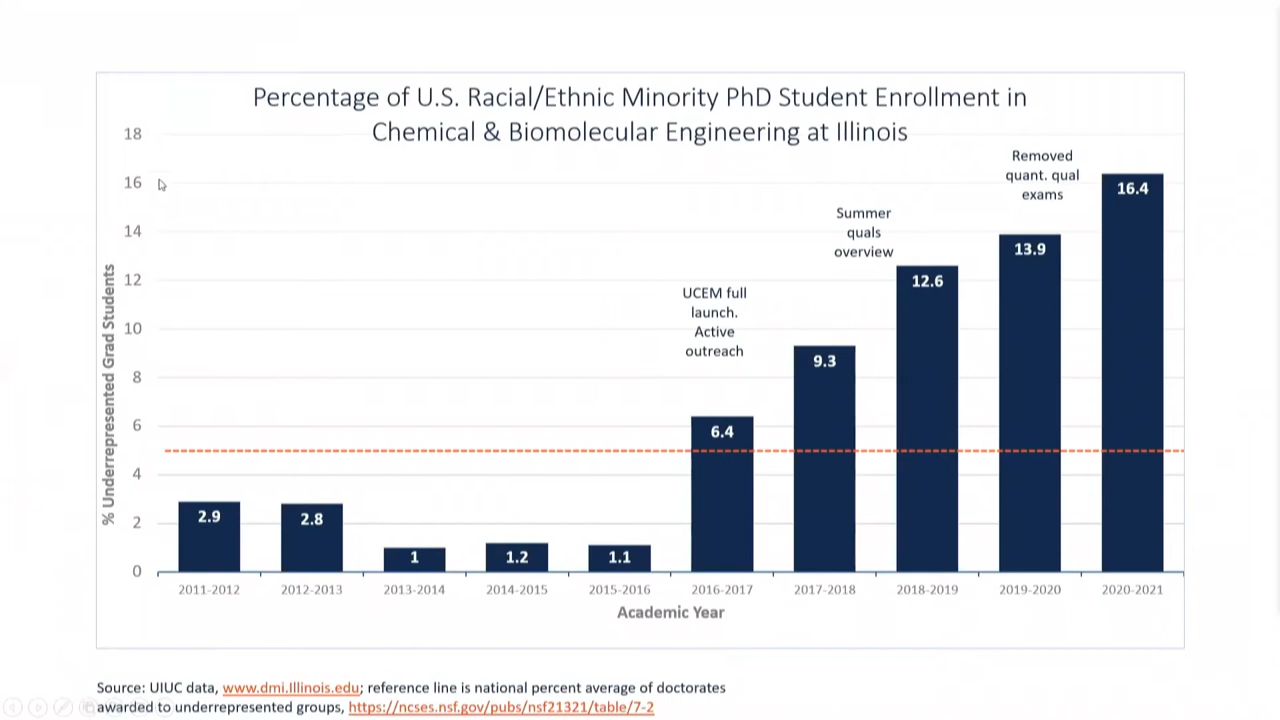 Percentage of U.S. Racial/Ethnic Minority PhD Student Enrollment in
Chemical & Biomolecular Engineering at Illinois
18
16
14
12
10
8
6
4
2
0
% Underrepresented Grad Students
Removed
quant. qual
exams
Summer
quals
overview
UCEM full
launch.
Active
outreach
2.9
2.8
1
1.2
1.1
6.4
9.3
12.6
13.9
16.4
2011-2012
2012-2013
2013-2014
2014-2015
2015-2016
2016-2017
2017-2018
2018-2019
2019-2020
2020-2021
Academic Year
Source: UIUC data, www.dmi.Illinois.edu; reference line is national percent average of doctorates
awarded to underrepresented groups, https://ncses.nsf.gov/pubs/nsf21321/table/7-2